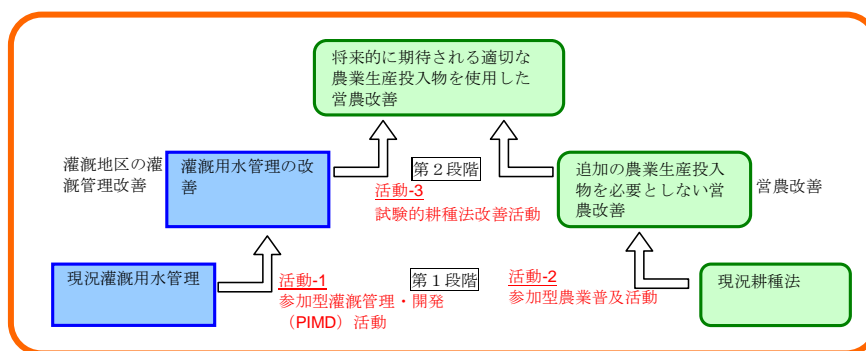 将来的に期待される適切な
農業生産投入物を使用した
営農改善
灌漑地区の灌
漑管理改善
灌漑用水管理の改
善
第２段階
活動-3
試験的耕種法改善活動
追加の農業生産投入
物を必要としない営
農改善
営農改善
現況灌漑用水管理
活動-1
参加型灌漑管理・開発
（PIMD）活動
第１段階
活動-2
参加型農業普及活動
現況耕種法